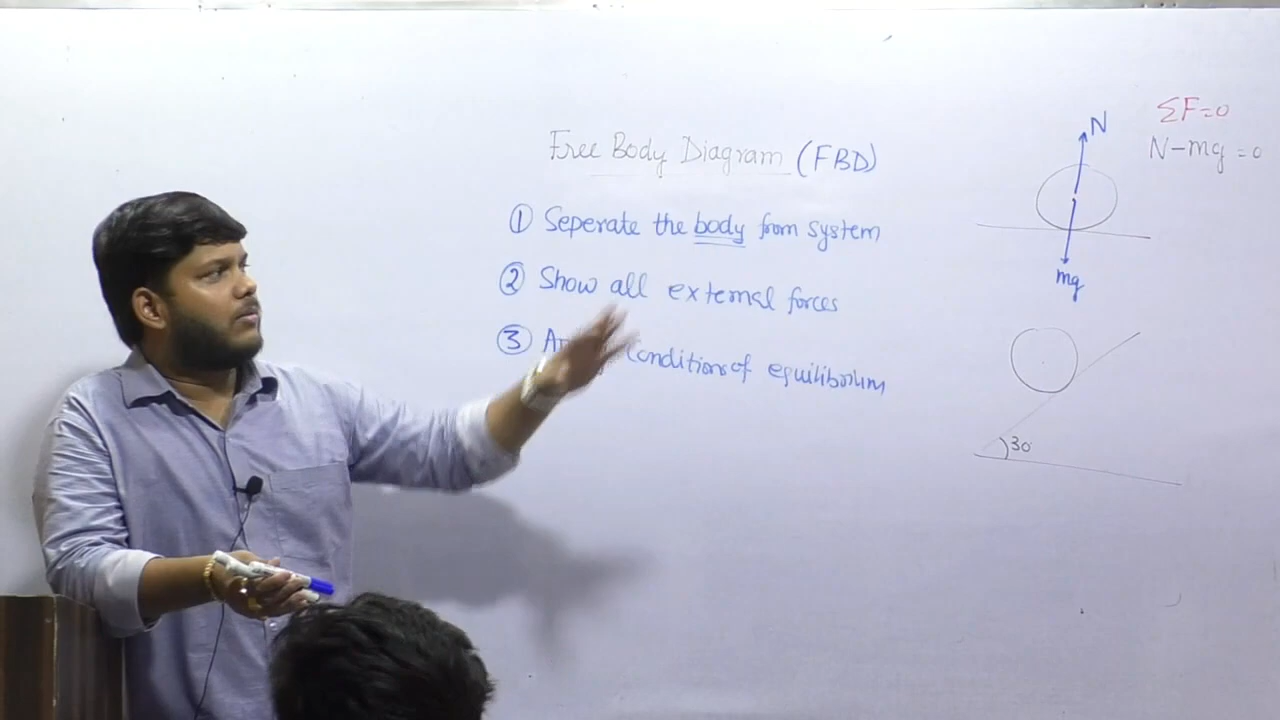 Free Body Diagram (FBD)
① Seperate the body from system
② Show all external forces
③ conditions of equilibrium
N
mg
ΣF=0
N-mg=0
30